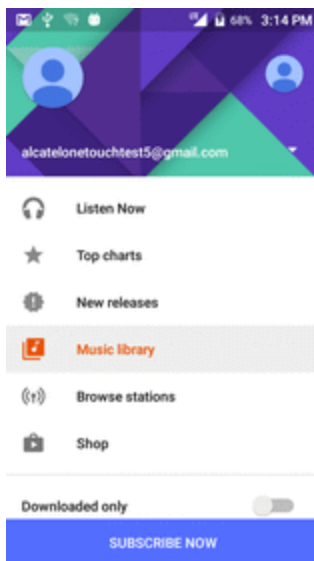 68% 3:14 PM
alcatelonetouchtest5@gmail.com
Listen Now
Top charts
New releases
Music library
Browse stations
Shop
Downloaded only
SUBSCRIBE NOW